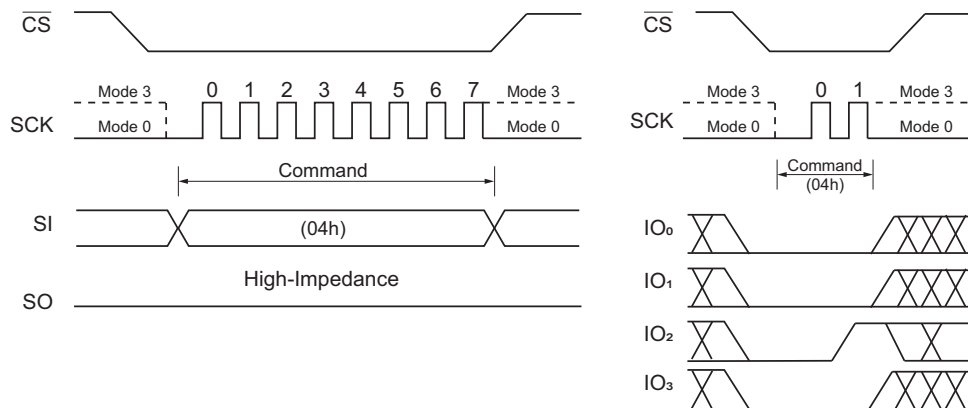 CS
Mode 3 0 1 2 3 4 5 6 7 Mode 3
SCK Mode 0 Mode 0
Command
SI (04h)
High-Impedance
SO
CS
Mode 3 0 1 Mode 3
SCK Mode 0 Mode 0
Command
(04h)
IO₀
IO₁
IO₂
IO₃